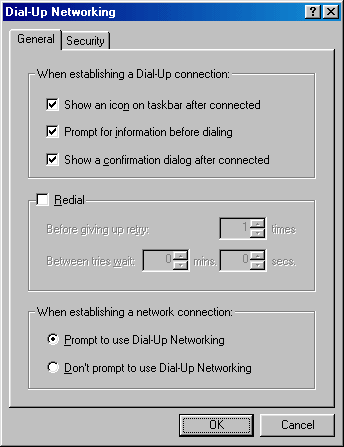 Dial-Up Networking
General Security
When establishing a Dial-Up connection:
Show an icon on taskbar after connected
Prompt for information before dialing
Show a confirmation dialog after connected
Redial
Before giving up retry: 1 times
Between tries wait: 0 mins. 0 secs.
When establishing a network connection:
Prompt to use Dial-Up Networking
Don't prompt to use Dial-Up Networking
OK Cancel